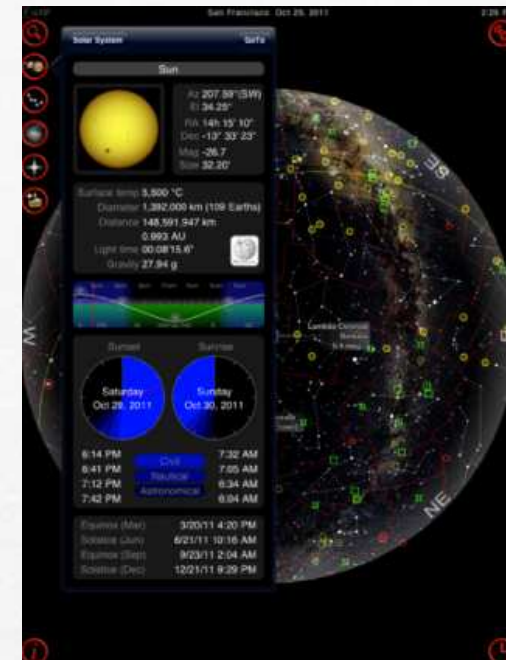 San Francisco Oct 29, 2011
Solar System GoTo
Sun
Az 207.59°(SW)
El 34.25°
RA 14h 15' 10"
Dec -13° 33' 23"
Mag -26.7
Size 32.20'
Surface temp 5,500 °C
Diameter 1,392,000 km (109 Earths)
Distance 148,591,947 km
0.993 AU
Light time 00:08'15.6"
Gravity 27.94 g
Sunset Sunrise
Saturday
Oct 29, 2011
Sunday
Oct 30, 2011
6:14 PM 7:32 AM
6:41 PM Civil 7:05 AM
7:12 PM Nautical 6:34 AM
7:42 PM Astronomical 6:04 AM
Equinox (Mar) 3/20/11 4:20 PM
Solstice (Jun) 6/21/11 10:16 AM
Equinox (Sep) 9/23/11 2:04 AM
Solstice (Dec) 12/21/11 9:29 PM
SE
W
NE
i